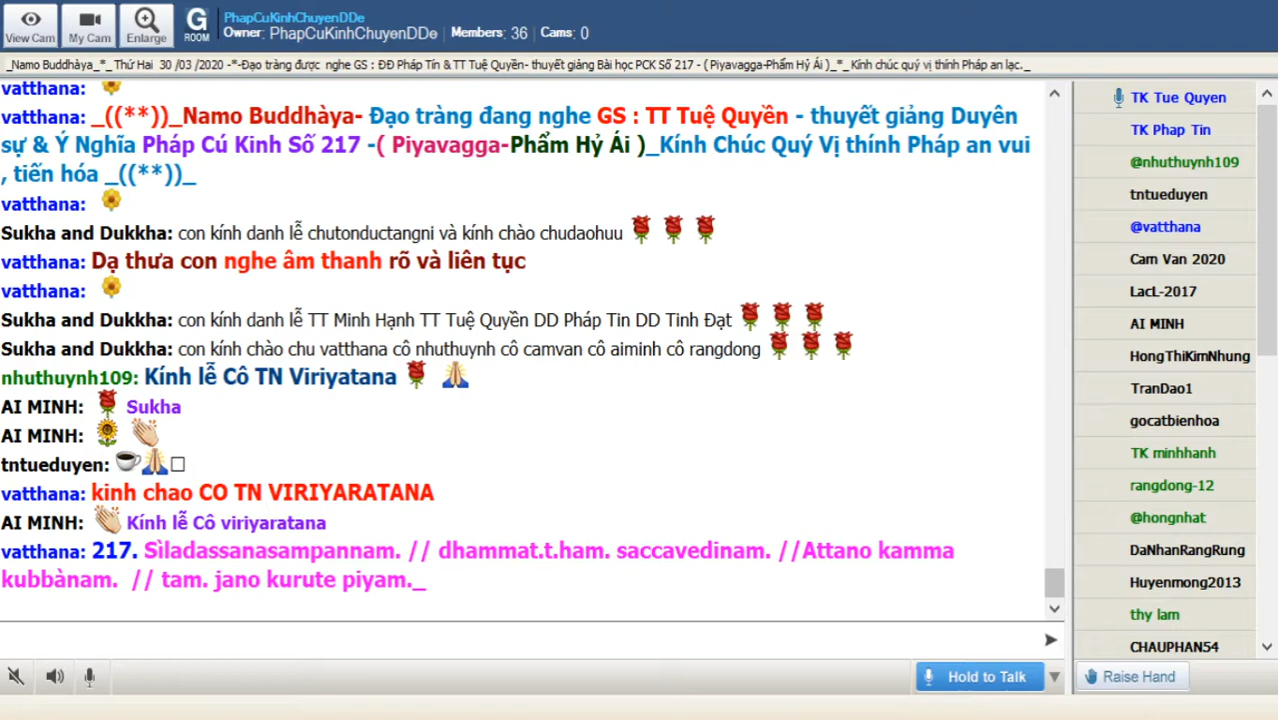 View Cam
My Cam
Enlarge
G
ROOM
PhapCuKinhChuyenDDe
Owner: PhapCuKinhChuyenDDe Members: 36 Cams: 0
_Namo Buddhàya_*_ Thứ Hai 30 /03 /2020 -*-Đạo tràng được nghe GS : ĐĐ Pháp Tín & TT Tuệ Quyền- thuyết giảng Bài học PCK Số 217 - ( Piyavagga-Phẩm Hỷ Ái )_*_ Kính chúc quý vị thính Pháp an lạc._
vatthana:
vatthana: _((**))_Namo Buddhàya- Đạo tràng đang nghe GS : TT Tuệ Quyền - thuyết giảng Duyên
sự & Ý Nghĩa Pháp Cú Kinh Số 217 -( Piyavagga-Phẩm Hỷ Ái )_Kính Chúc Quý Vị thính Pháp an vui
, tiến hóa _((**))_
vatthana:
Sukha and Dukkha: con kính danh lễ chutonductangni và kính chào chudaohuu
vatthana: Dạ thưa con nghe âm thanh rõ và liên tục
vatthana:
Sukha and Dukkha: con kính danh lễ TT Minh Hạnh TT Tuệ Quyền DD Pháp Tin DD Tinh Đạt
Sukha and Dukkha: con kính chào chu vatthana cô nhuthuynh cô camvan cô aiminh cô rangdong
nhuthuynh109: Kính lễ Cô TN Viriyatana
AI MINH: Sukha
AI MINH:
tntueduyen:
vatthana: kinh chao CO TN VIRIYARATANA
AI MINH: Kính lễ Cô viriyaratana
vatthana: 217. Sìladassanasampannam. // dhammat.t.ham. saccavedinam. //Attano kamma
kubbànam. // tam. jano kurute piyam._
TK Tue Quyen
TK Phap Tin
@nhuthuynh109
tntueduyen
@vatthana
Cam Van 2020
LacL-2017
AI MINH
HongThiKimNhung
TranDao1
gocatbienhoa
TK minhhanh
rangdong-12
@hongnhat
DaNhanRangRung
Huyenmong2013
thy lam
CHAUPHAN54
Hold to Talk
Raise Hand